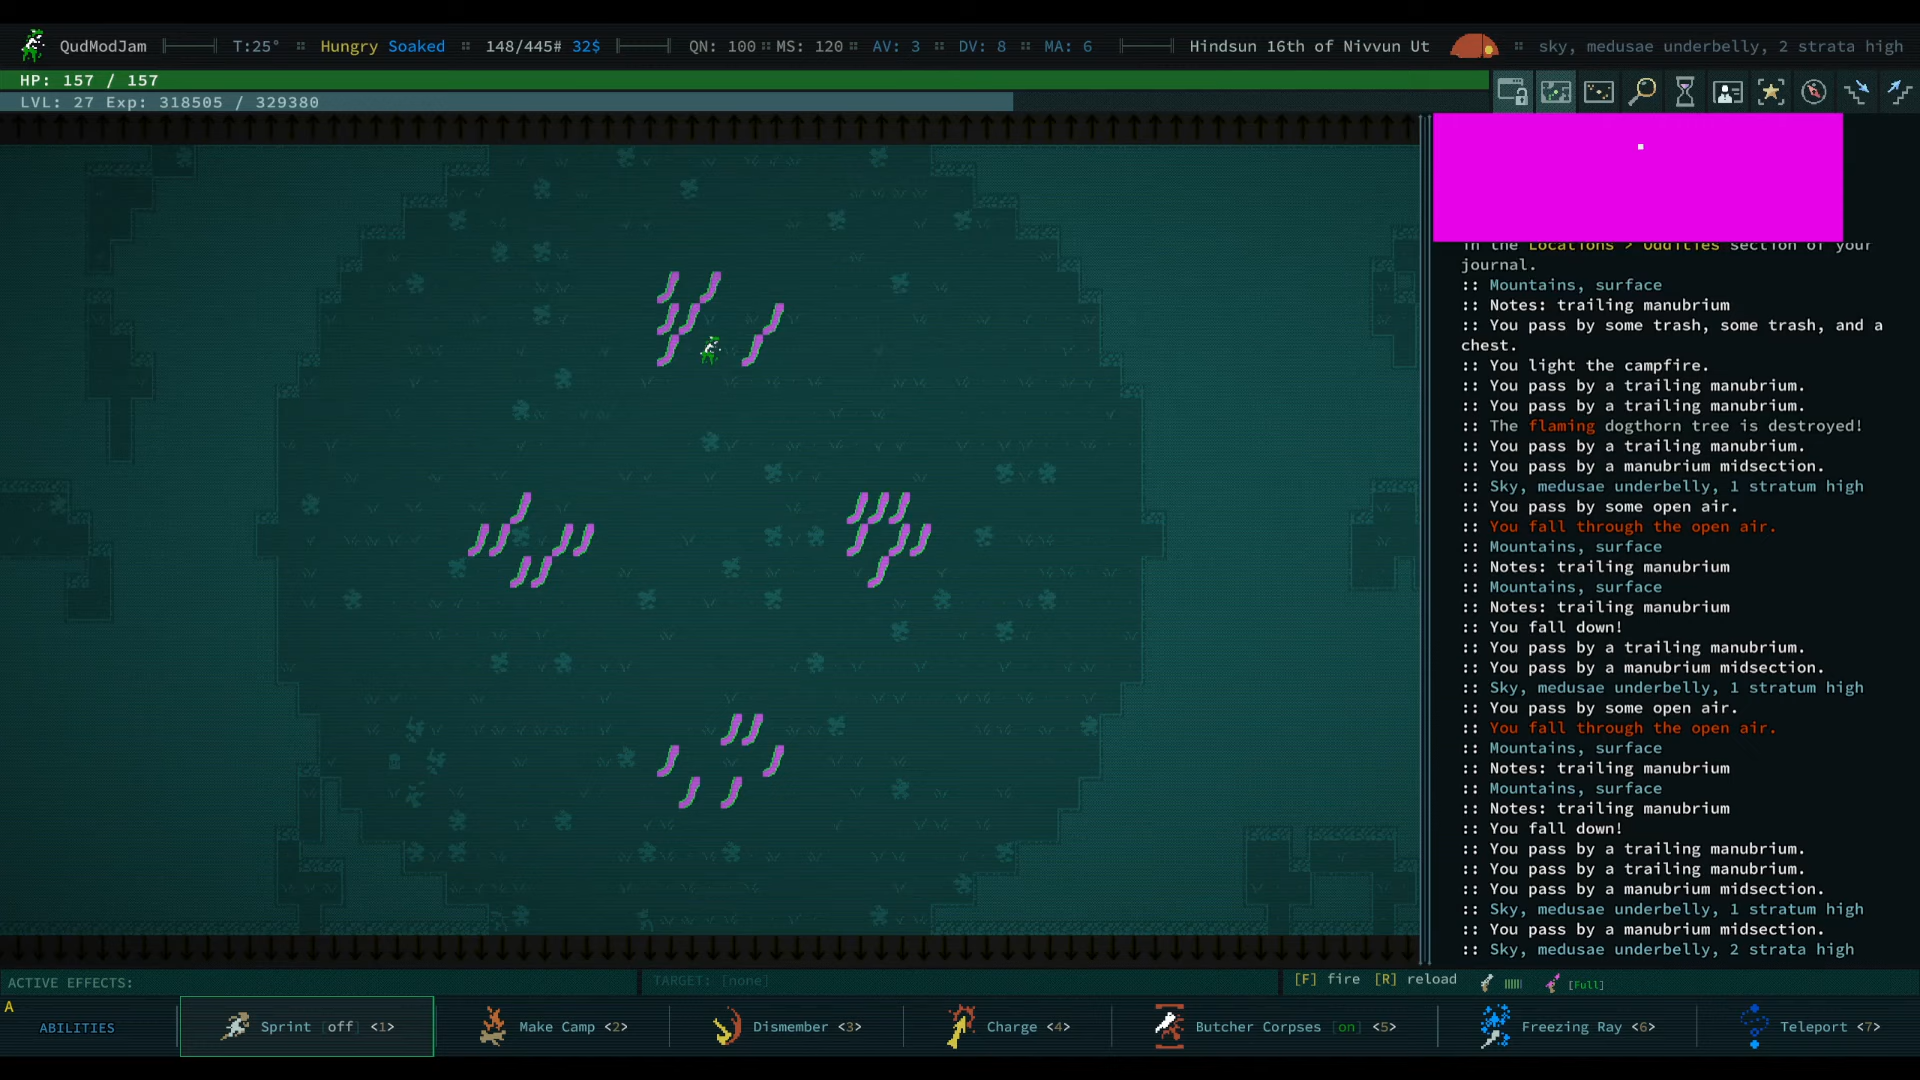 QudModJam T:25° Hungry Soaked 148/445# 32$ QN: 100 MS: 120 AV: 3 DV: 8 MA: 6 Hindsun 16th of Nivvun Ut sky, medusae underbelly, 2 strata high
HP: 157 / 157
LVL: 27 Exp: 318505 / 329380
in the Locations > Oddities section of your
journal.
:: Mountains, surface
:: Notes: trailing manubrium
:: You pass by some trash, some trash, and a
chest.
:: You light the campfire.
:: You pass by a trailing manubrium.
:: You pass by a trailing manubrium.
:: The flaming dogthorn tree is destroyed!
:: You pass by a trailing manubrium.
:: You pass by a manubrium midsection.
:: Sky, medusae underbelly, 1 stratum high
:: You pass by some open air.
:: You fall through the open air.
:: Mountains, surface
:: Notes: trailing manubrium
:: Mountains, surface
:: Notes: trailing manubrium
:: You fall down!
:: You pass by a trailing manubrium.
:: You pass by a manubrium midsection.
:: Sky, medusae underbelly, 1 stratum high
:: You pass by some open air.
:: You fall through the open air.
:: Mountains, surface
:: Notes: trailing manubrium
:: Mountains, surface
:: Notes: trailing manubrium
:: You fall down!
:: You pass by a trailing manubrium.
:: You pass by a trailing manubrium.
:: You pass by a manubrium midsection.
:: Sky, medusae underbelly, 1 stratum high
:: You pass by a manubrium midsection.
:: Sky, medusae underbelly, 2 strata high
ACTIVE EFFECTS: TARGET: [none] [F] fire [R] reload [Full]
A
ABILITIES Sprint [off] <1> Make Camp <2> Dismember <3> Charge <4> Butcher Corpses [on] <5> Freezing Ray <6> Teleport <7>